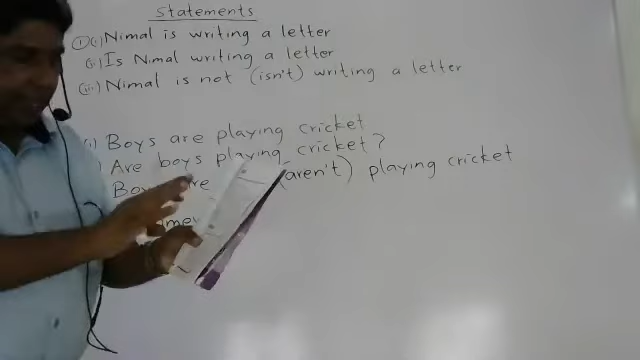 Statements
① (i) Nimal is writing a letter
(ii) Is Nimal writing a letter
(iii) Nimal is not (isn't) writing a letter
Boys are playing cricket
Are boys playing cricket?
(aren't) playing cricket